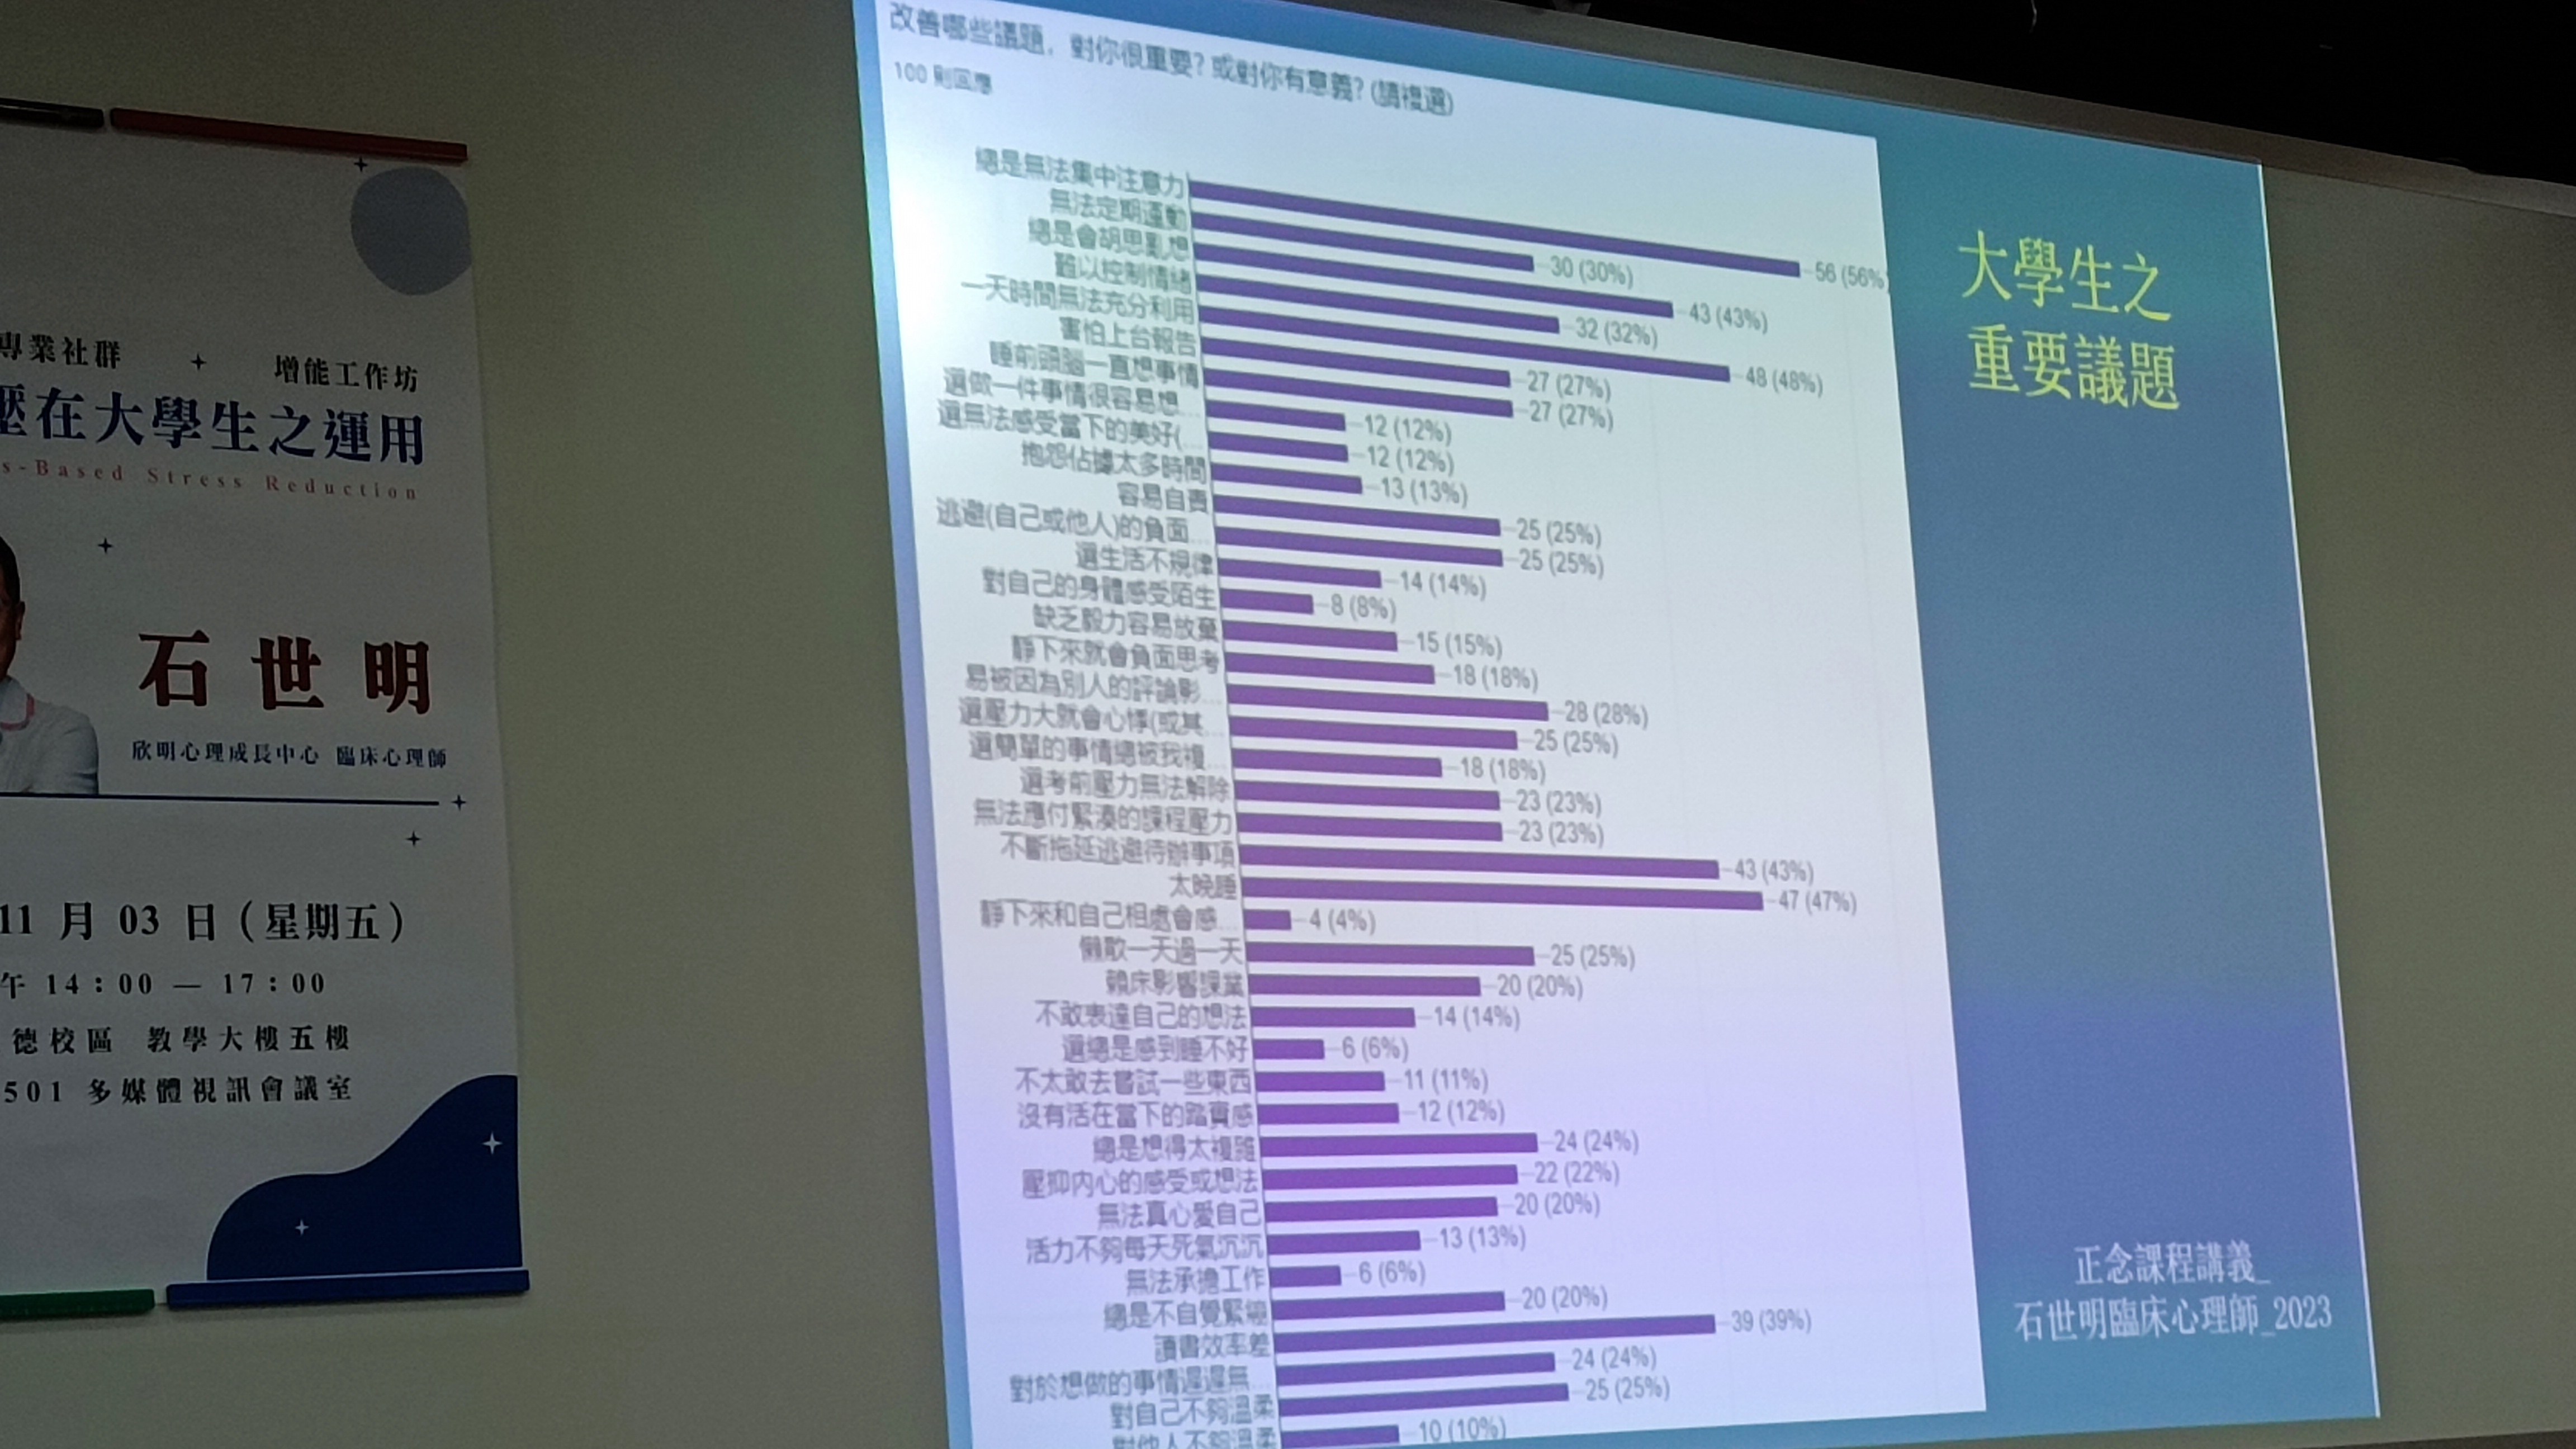 專業社群 增能工作坊
壓在大學生之運用
s-Based Stress Reduction
石世明
欣明心理成長中心 臨床心理師
11 月 03 日(星期五)
午 14:00 — 17:00
德校區 教學大樓五樓
501 多媒體視訊會議室
改善哪些議題,對你很重要? 或對你有意義? (請複選)
100 則回應
總是無法集中注意力 56 (56%
無法定期運動 30 (30%)
總是會胡思亂想 43 (43%)
難以控制情緒 32 (32%)
一天時間無法充分利用 48 (48%)
害怕上台報告 27 (27%)
睡前頭腦一直想事情 27 (27%)
選做一件事情很容易想... 12 (12%)
選無法感受當下的美好(... 12 (12%)
抱怨佔據太多時間 13 (13%)
容易自責 25 (25%)
逃避(自己或他人)的負面... 25 (25%)
選生活不規律 14 (14%)
對自己的身體感受陌生 8 (8%)
缺乏毅力容易放棄 15 (15%)
靜下來就會負面思考 18 (18%)
易被因為別人的評論影... 28 (28%)
選壓力大就會心悸(或其... 25 (25%)
選簡單的事情總被我複... 18 (18%)
選考前壓力無法解除 23 (23%)
無法應付緊湊的課程壓力 23 (23%)
不斷拖延逃避待辦事項 43 (43%)
太晚睡 47 (47%)
靜下來和自己相處會感... 4 (4%)
懶散一天過一天 25 (25%)
賴床影響課業 20 (20%)
不敢表達自己的想法 14 (14%)
選總是感到睡不好 6 (6%)
不太敢去嘗試一些東西 11 (11%)
沒有活在當下的踏實感 12 (12%)
總是想得太複雜 24 (24%)
壓抑內心的感受或想法 22 (22%)
無法真心愛自己 20 (20%)
活力不夠每天死氣沉沉 13 (13%)
無法承擔工作 6 (6%)
總是不自覺緊繃 20 (20%)
讀書效率差 39 (39%)
對於想做的事情遲遲無... 24 (24%)
對自己不夠溫柔 25 (25%)
對他人不夠溫柔 10 (10%)
大學生之
重要議題
正念課程講義_
石世明臨床心理師_2023